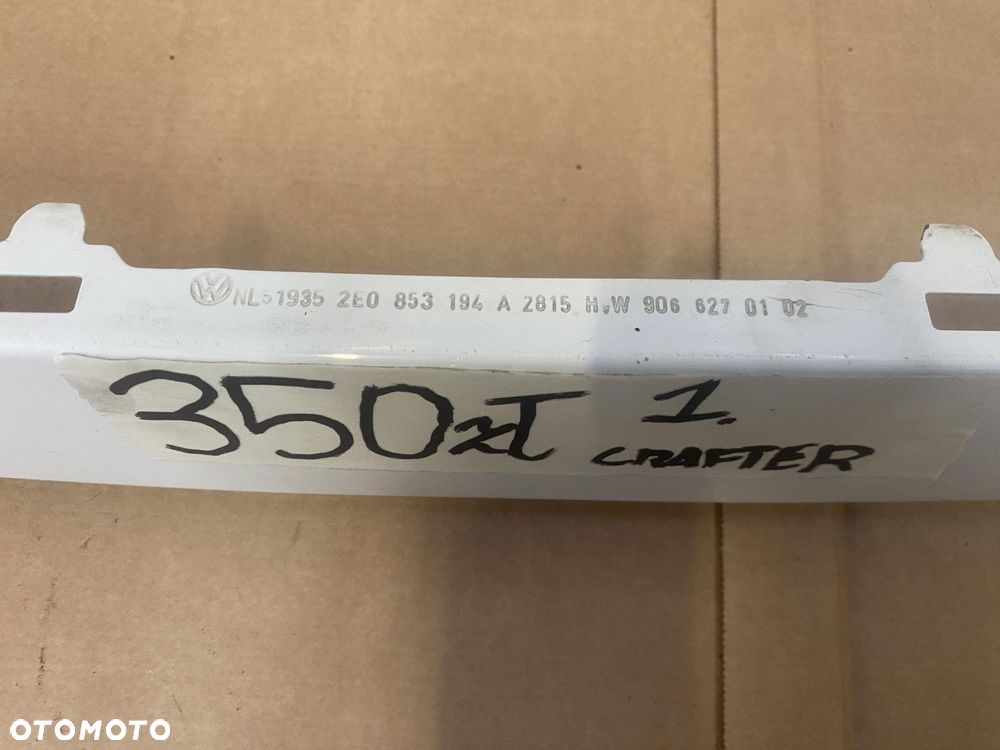 NL51935 2E0 853 194 A 2815 H.W 906 627 01 02
350zł 1.
CRAFTER
OTOMOTO